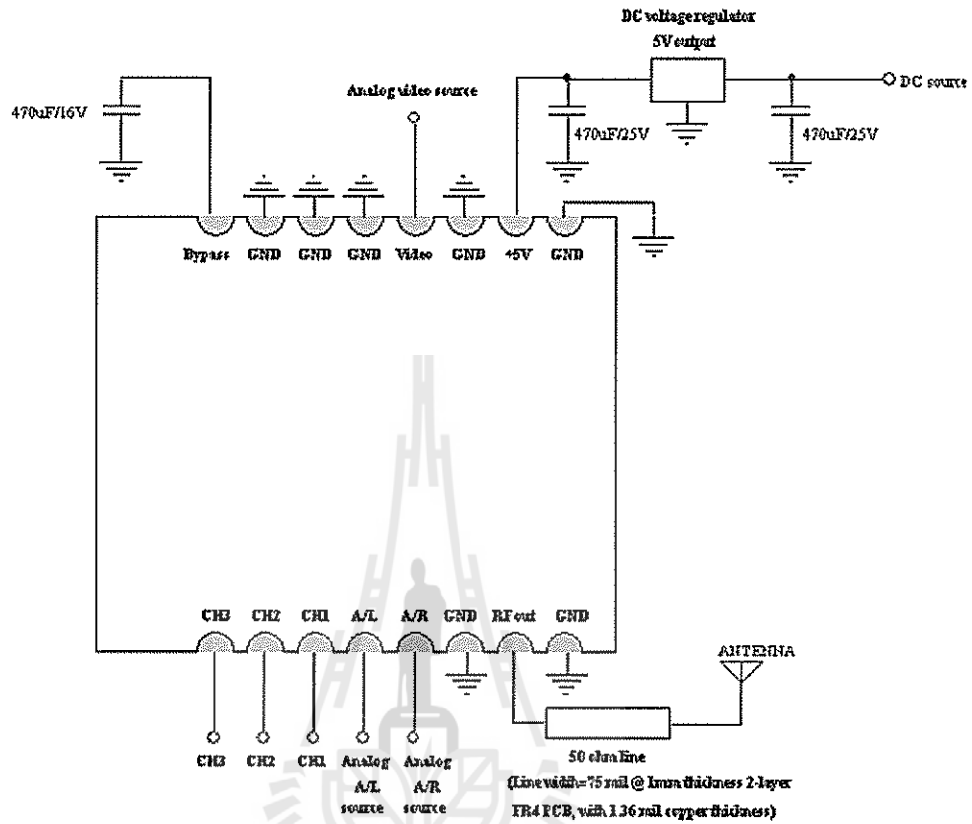 DC voltage regulator
5V output
DC source
Analog video source
470uF/16V
470uF/25V
470uF/25V
Bypass GND GND GND Video GND +5V GND
CH3 CH2 CH1 A/L A/R GND RF out GND
ANTENNA
CH3 CH2 CH1 Analog A/L source Analog A/R source
50 ohm line
(Line width=75 mil @ 1mm thickness 2-layer
FR4 PCB, with 1.36 mil copper thickness)